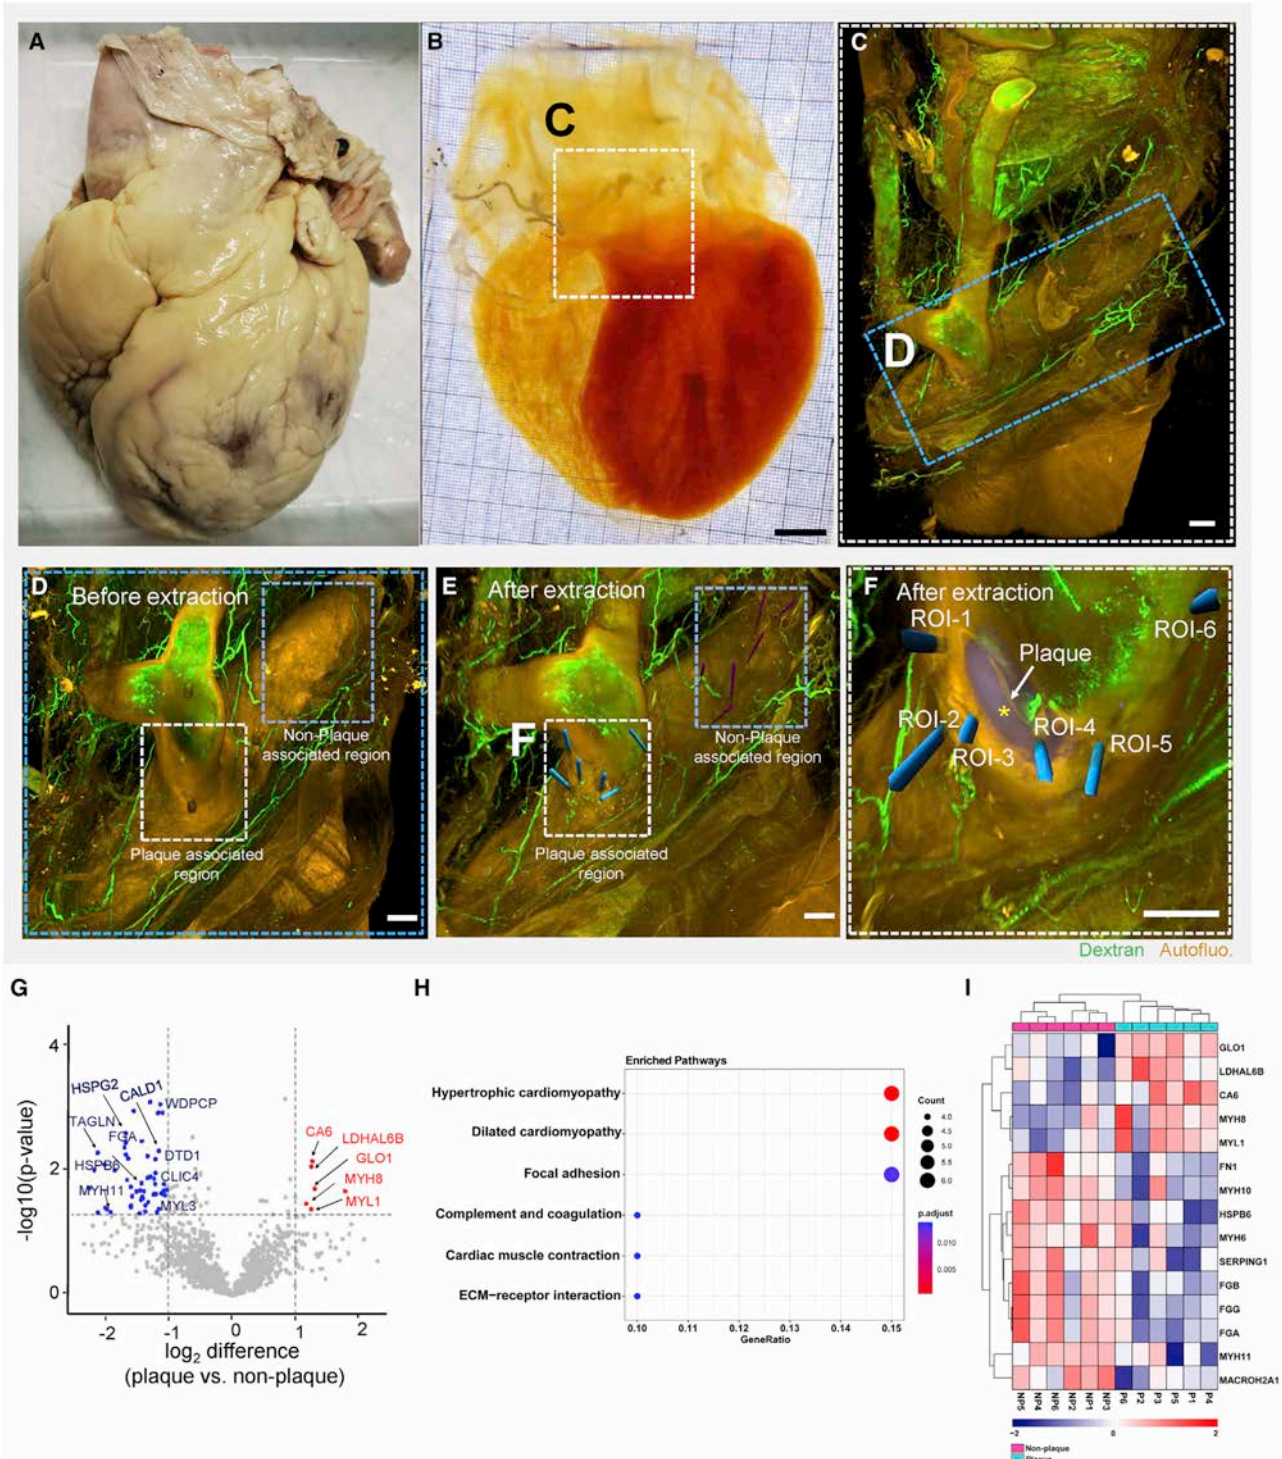 A
B
C
C
D
D
Before extraction
Non-Plaque
associated region
Plaque associated
region
E
After extraction
F
Non-Plaque
associated region
Plaque associated
region
F
After extraction
ROI-1
ROI-6
Plaque
*
ROI-2
ROI-4
ROI-3
ROI-5
Dextran Autofluo.
G
-log10(p-value)
4
2
0
HSPG2
CALD1
WDPCP
TAGLN
FGA
DTD1
HSPB6
CLIC4
MYH11
MYL3
CA6
LDHAL6B
GLO1
MYH8
MYL1
-2 -1 0 1 2
log2 difference
(plaque vs. non-plaque)
H
Enriched Pathways
Hypertrophic cardiomyopathy
Dilated cardiomyopathy
Focal adhesion
Complement and coagulation
Cardiac muscle contraction
ECM-receptor interaction
0.10 0.11 0.12 0.13 0.14 0.15
GeneRatio
Count
4.0
4.5
5.0
5.5
6.0
p.adjust
0.010
0.005
I
GLO1
LDHAL6B
CA6
MYH8
MYL1
FN1
MYH10
HSPB6
MYH6
SERPING1
FGB
FGG
FGA
MYH11
MACROH2A1
NP5 NP4 NP6 NP2 NP1 NP3 P6 P2 P3 P5 P1 P4
-2 0 2
Non-plaque
Plaque